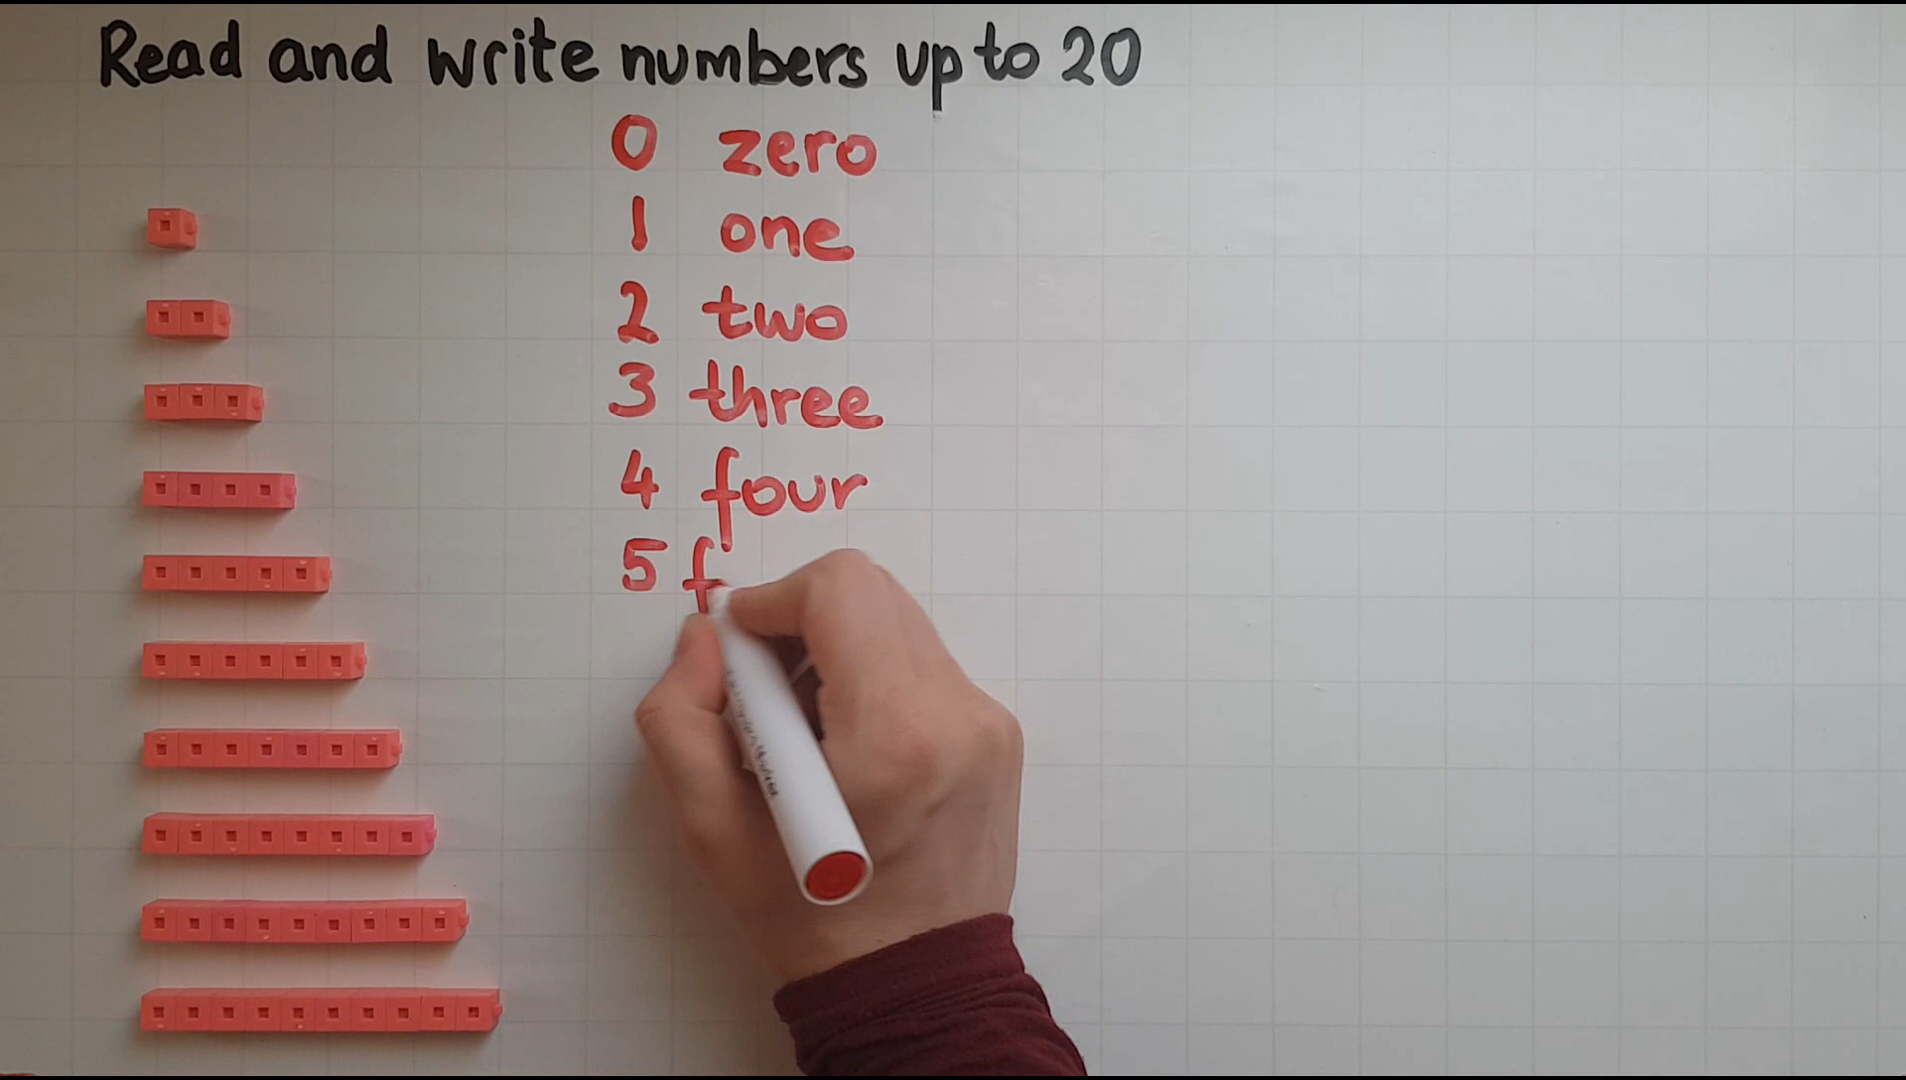 Read and write numbers up to 20
0 zero
1 one
2 two
3 three
4 four
5 f